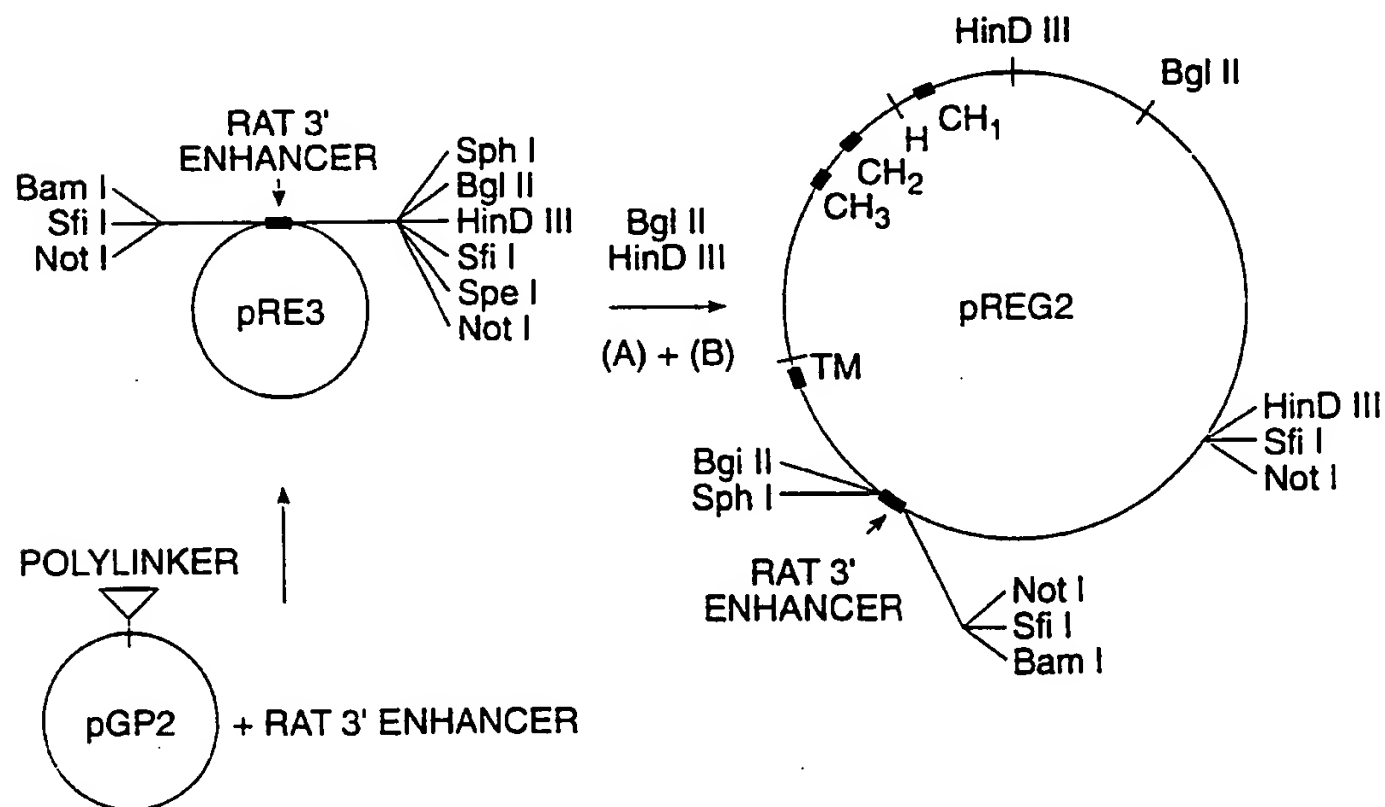 RAT 3'
ENHANCER
Bam I
Sfi I
Not I
Sph I
Bgl II
HinD III
Sfi I
Spe I
Not I
pRE3
Bgl II
HinD III
(A) + (B)
POLYLINKER
pGP2
+ RAT 3' ENHANCER
HinD III
Bgl II
CH1
H
CH2
CH3
pREG2
TM
HinD III
Sfi I
Not I
Bgi II
Sph I
RAT 3'
ENHANCER
Not I
Sfi I
Bam I